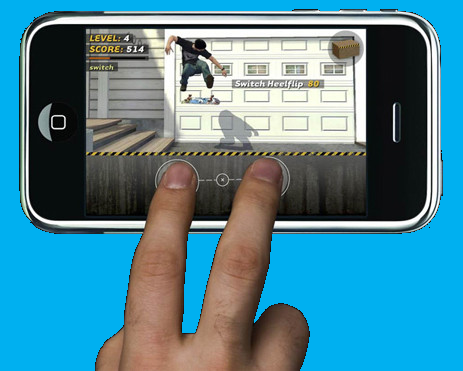 LEVEL: 4
SCORE: 514
switch
Switch Heelflip 80